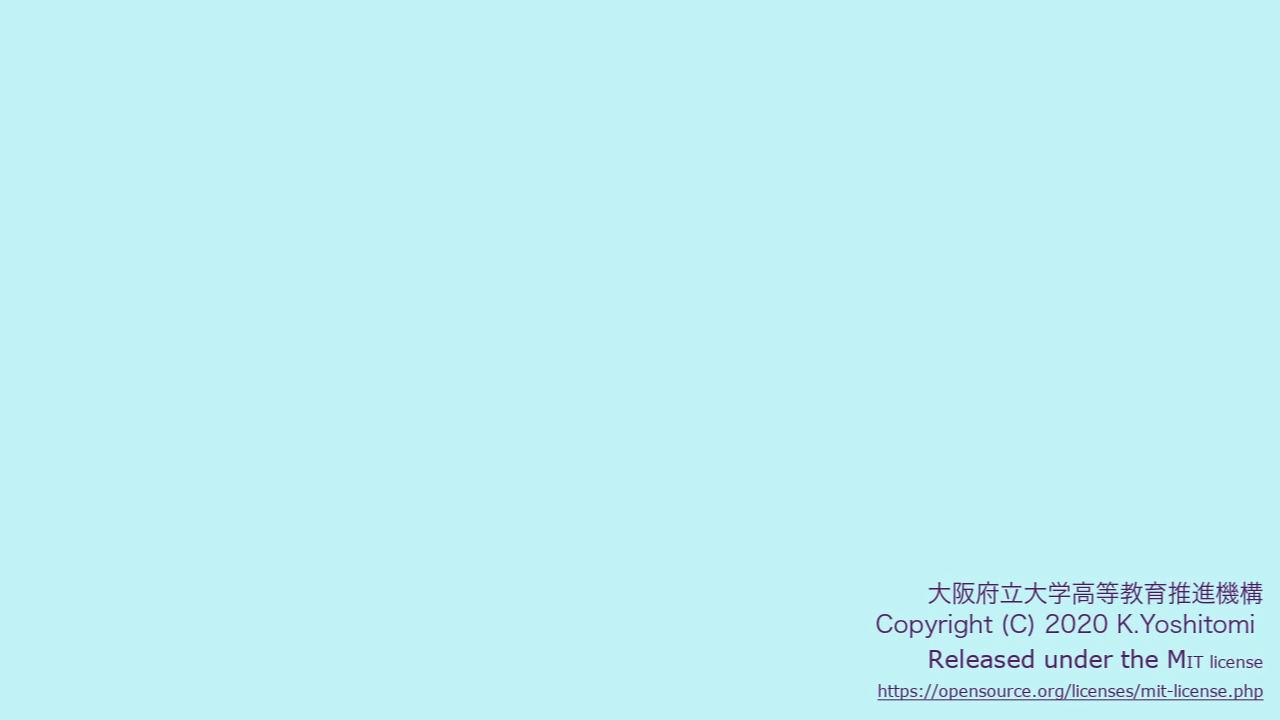 大阪府立大学高等教育推進機構
Copyright (C) 2020 K.Yoshitomi
Released under the MIT license
https://opensource.org/licenses/mit-license.php